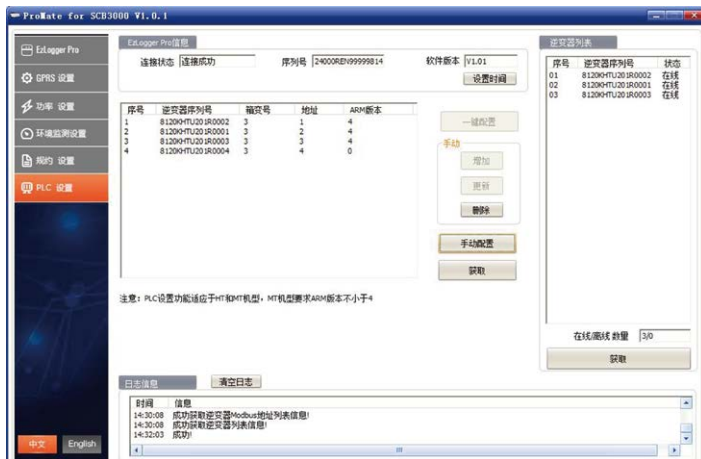 ProMate for SCB3000 V1.0.1
EzLogger Pro
GPRS 设置
功率 设置
环境监测设置
规约 设置
PLC 设置
中文 English
EzLogger Pro信息
连接状态 连接成功 序列号 24000REN99999814 软件版本 V1.01
设置时间
序号 逆变器序列号 箱变号 地址 ARM版本
1 8120KHTU201R0002 3 1 4
2 8120KHTU201R0001 3 2 4
3 8120KHTU201R0003 3 3 4
4 8120KHTU201R0004 3 4 0
一键配置
手动
增加
更新
删除
手动配置
获取
注意：PLC设置功能适应于HT和MT机型，MT机型要求ARM版本不小于4
逆变器列表
序号 逆变器序列号 状态
01 8120KHTU201R0002 在线
02 8120KHTU201R0001 在线
03 8120KHTU201R0003 在线
在线/离线 数量 3/0
获取
日志信息 清空日志
时间 信息
14:30:08 成功获取逆变器Modbus地址列表信息!
14:30:08 成功获取逆变器列表信息!
14:32:03 成功!